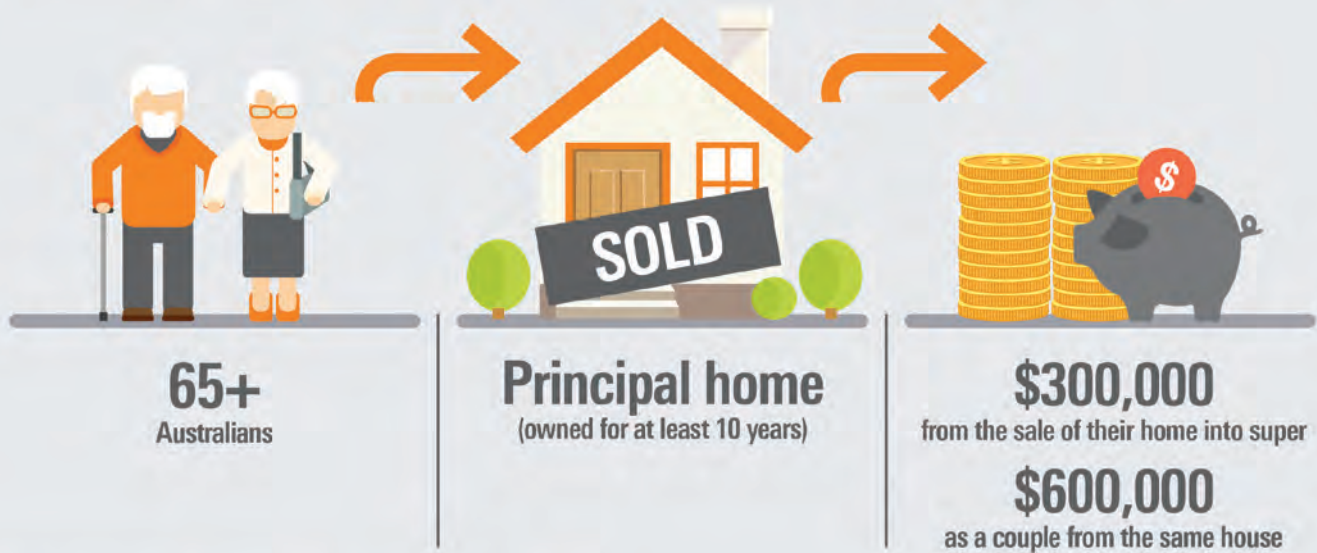 65+
Australians
SOLD
Principal home
(owned for at least 10 years)
$
$300,000
from the sale of their home into super
$600,000
as a couple from the same house